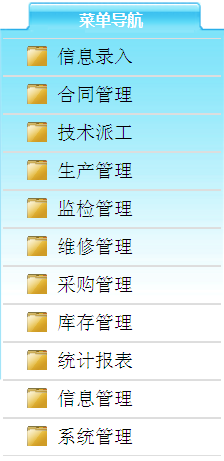 菜单导航
信息录入
合同管理
技术派工
生产管理
监检管理
维修管理
采购管理
库存管理
统计报表
信息管理
系统管理